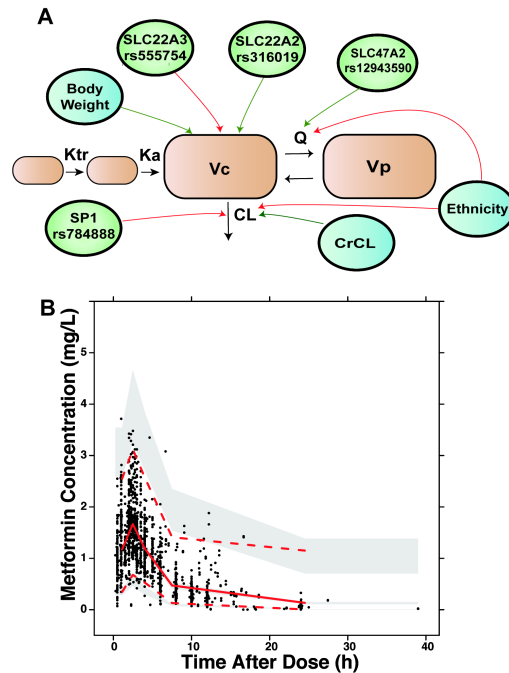 A
SLC22A3
rs555754
SLC22A2
rs316019
SLC47A2
rs12943590
Body
Weight
Q
Ktr
Ka
Vc
Vp
SP1
rs784888
CL
CrCL
Ethnicity
B
Metformin Concentration (mg/L)
5
4
3
2
1
0
0
10
20
30
40
Time After Dose (h)